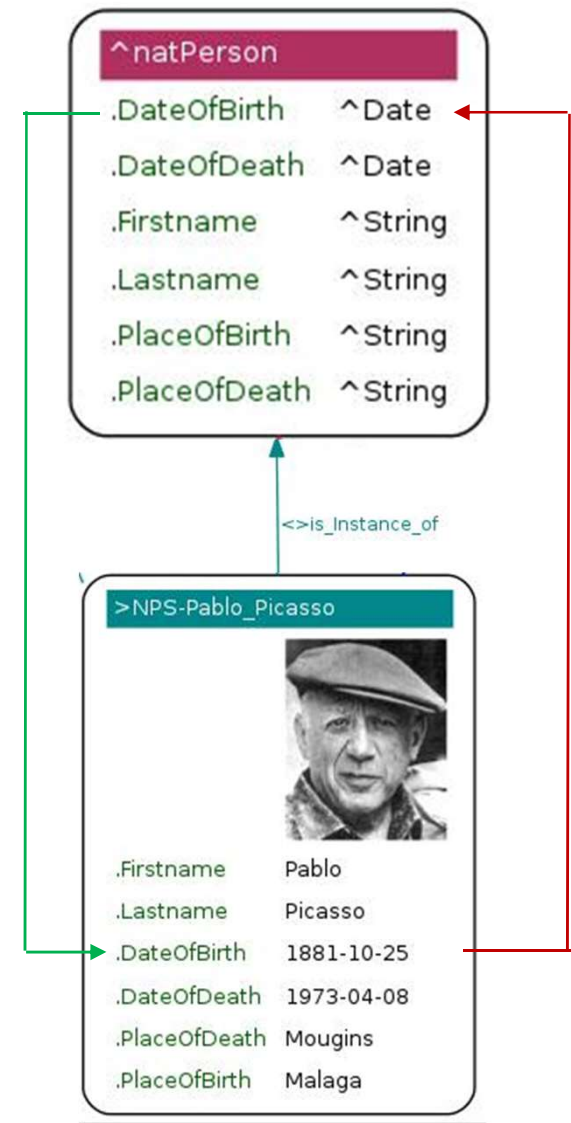 ^natPerson
.DateOfBirth ^Date
.DateOfDeath ^Date
.Firstname ^String
.Lastname ^String
.PlaceOfBirth ^String
.PlaceOfDeath ^String
<>is_Instance_of
>NPS-Pablo_Picasso
.Firstname Pablo
.Lastname Picasso
.DateOfBirth 1881-10-25
.DateOfDeath 1973-04-08
.PlaceOfDeath Mougins
.PlaceOfBirth Malaga